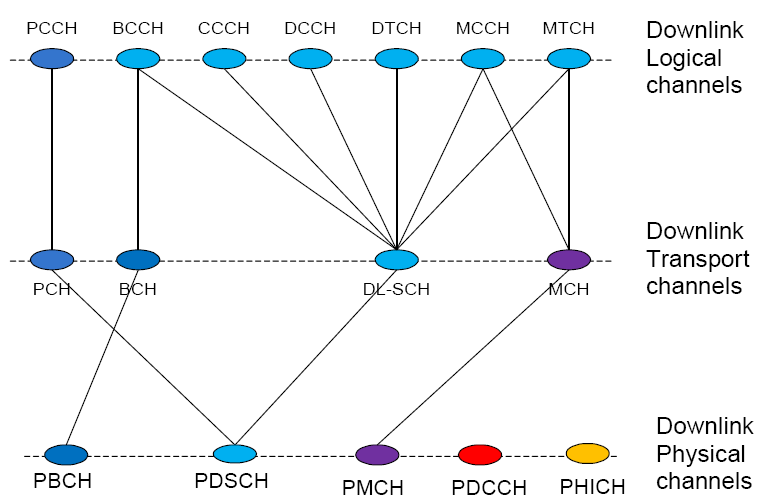 PCCH BCCH CCCH DCCH DTCH MCCH MTCH
Downlink
Logical
channels
Downlink
Transport
channels
PCH BCH DL-SCH MCH
Downlink
Physical
channels
PBCH PDSCH PMCH PDCCH PHICH